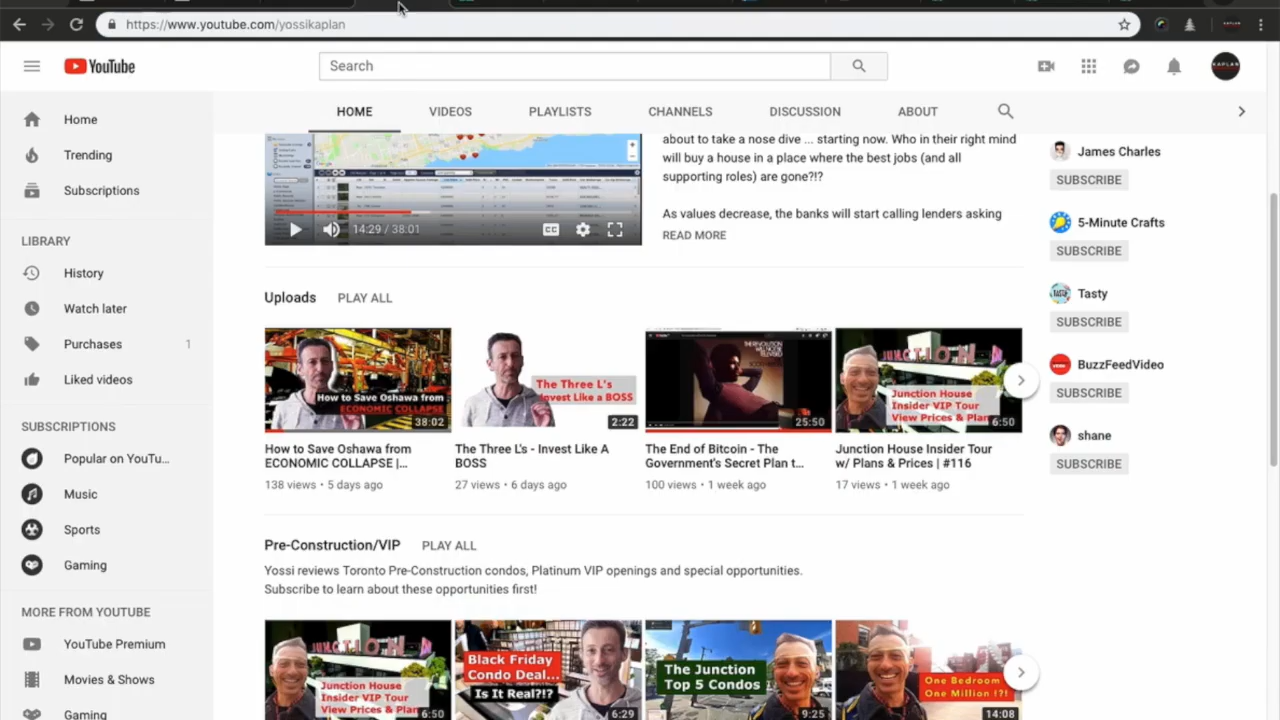 https://www.youtube.com/yossikaplan
YouTube
Search
KAPLAN
HOME
VIDEOS
PLAYLISTS
CHANNELS
DISCUSSION
ABOUT
Home
Trending
Subscriptions
LIBRARY
History
Watch later
Purchases 1
Liked videos
SUBSCRIPTIONS
Popular on YouTu...
Music
Sports
Gaming
MORE FROM YOUTUBE
YouTube Premium
Movies & Shows
Gaming
14:29 / 38:01
CC
about to take a nose dive ... starting now. Who in their right mind
will buy a house in a place where the best jobs (and all
supporting roles) are gone?!?
As values decrease, the banks will start calling lenders asking
READ MORE
Uploads PLAY ALL
How to Save Oshawa from
ECONOMIC COLLAPSE
38:02
How to Save Oshawa from
ECONOMIC COLLAPSE |...
138 views • 5 days ago
The Three L's
Invest Like a BOSS
2:22
The Three L's - Invest Like A
BOSS
27 views • 6 days ago
THE REVOLUTION
WILL NOT BE
TELEVISED
25:50
The End of Bitcoin - The
Government's Secret Plan t...
100 views • 1 week ago
JUNCTION
Junction House
Insider VIP Tour
View Prices & Plan
6:50
Junction House Insider Tour
w/ Plans & Prices | #116
17 views • 1 week ago
Pre-Construction/VIP PLAY ALL
Yossi reviews Toronto Pre-Construction condos, Platinum VIP openings and special opportunities.
Subscribe to learn about these opportunities first!
JUNCTION
Junction House
Insider VIP Tour
View Prices & Plan
6:50
Black Friday
Condo Deal...
Is It Real?!?
6:29
The Junction
Top 5 Condos
9:25
One Bedroom
One Million !?!
14:08
James Charles
SUBSCRIBE
5-Minute Crafts
SUBSCRIBE
Tasty
SUBSCRIBE
BuzzFeedVideo
SUBSCRIBE
shane
SUBSCRIBE